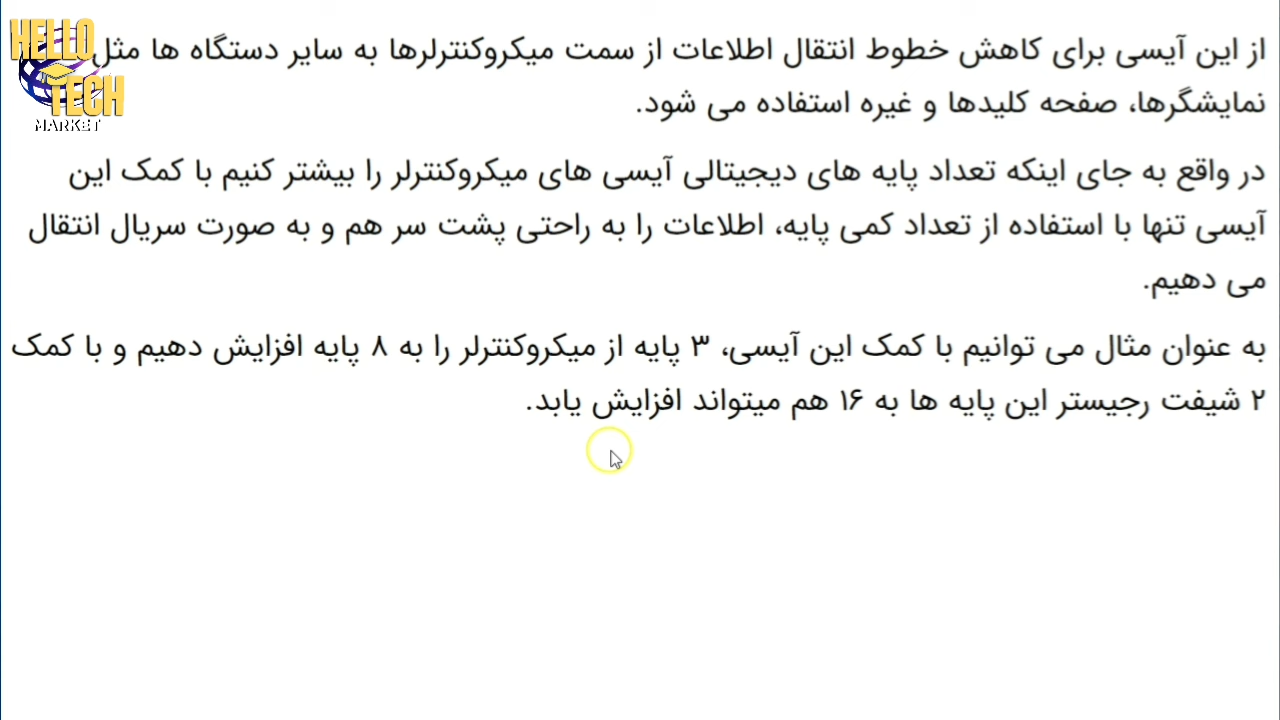 HELLO
TECH
MARKET
از این آیسی برای کاهش خطوط انتقال اطلاعات از سمت میکروکنترلرها به سایر دستگاه ها مثل
نمایشگرها، صفحه کلیدها و غیره استفاده می شود.
در واقع به جای اینکه تعداد پایه های دیجیتالی آیسی های میکروکنترلر را بیشتر کنیم با کمک این
آیسی تنها با استفاده از تعداد کمی پایه، اطلاعات را به راحتی پشت سر هم و به صورت سریال انتقال
می دهیم.
به عنوان مثال می توانیم با کمک این آیسی، ۳ پایه از میکروکنترلر را به ۸ پایه افزایش دهیم و با کمک
۲ شیفت رجیستر این پایه ها به ۱۶ هم میتواند افزایش یابد.